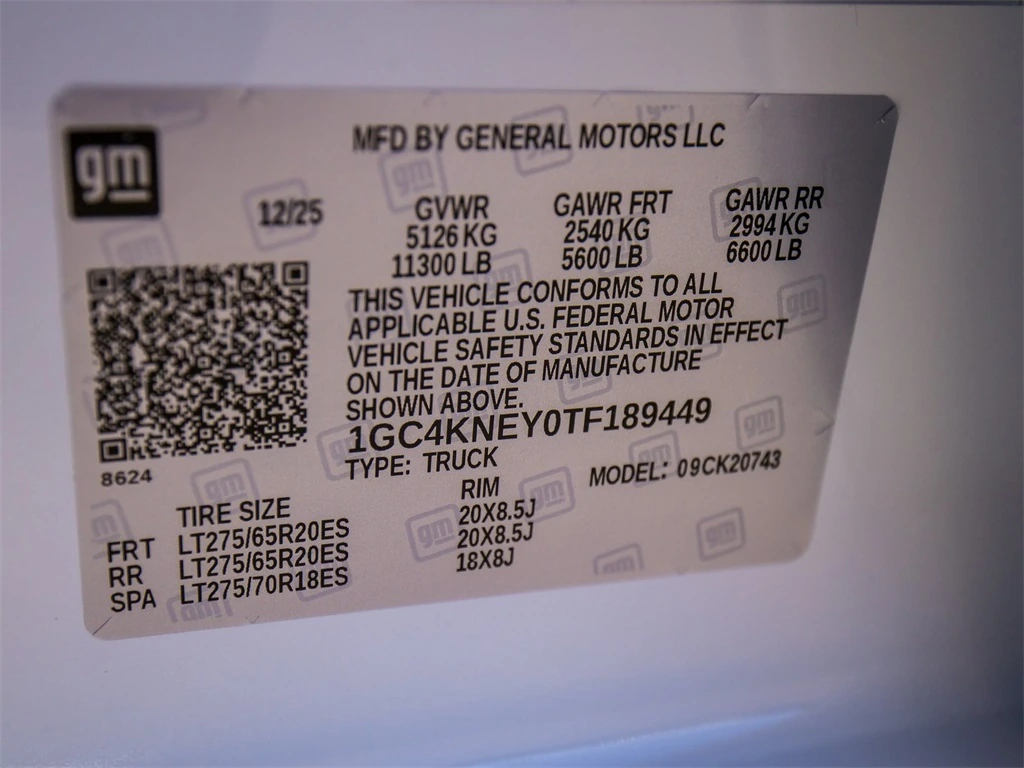 gm
MFD BY GENERAL MOTORS LLC
12/25 GVWR GAWR FRT GAWR RR
5126 KG 2540 KG 2994 KG
11300 LB 5600 LB 6600 LB
THIS VEHICLE CONFORMS TO ALL
APPLICABLE U.S. FEDERAL MOTOR
VEHICLE SAFETY STANDARDS IN EFFECT
ON THE DATE OF MANUFACTURE
SHOWN ABOVE.
1GC4KNEY0TF189449
TYPE: TRUCK MODEL: 09CK20743
8624
TIRE SIZE RIM
FRT LT275/65R20ES 20X8.5J
RR LT275/65R20ES 20X8.5J
SPA LT275/70R18ES 18X8J